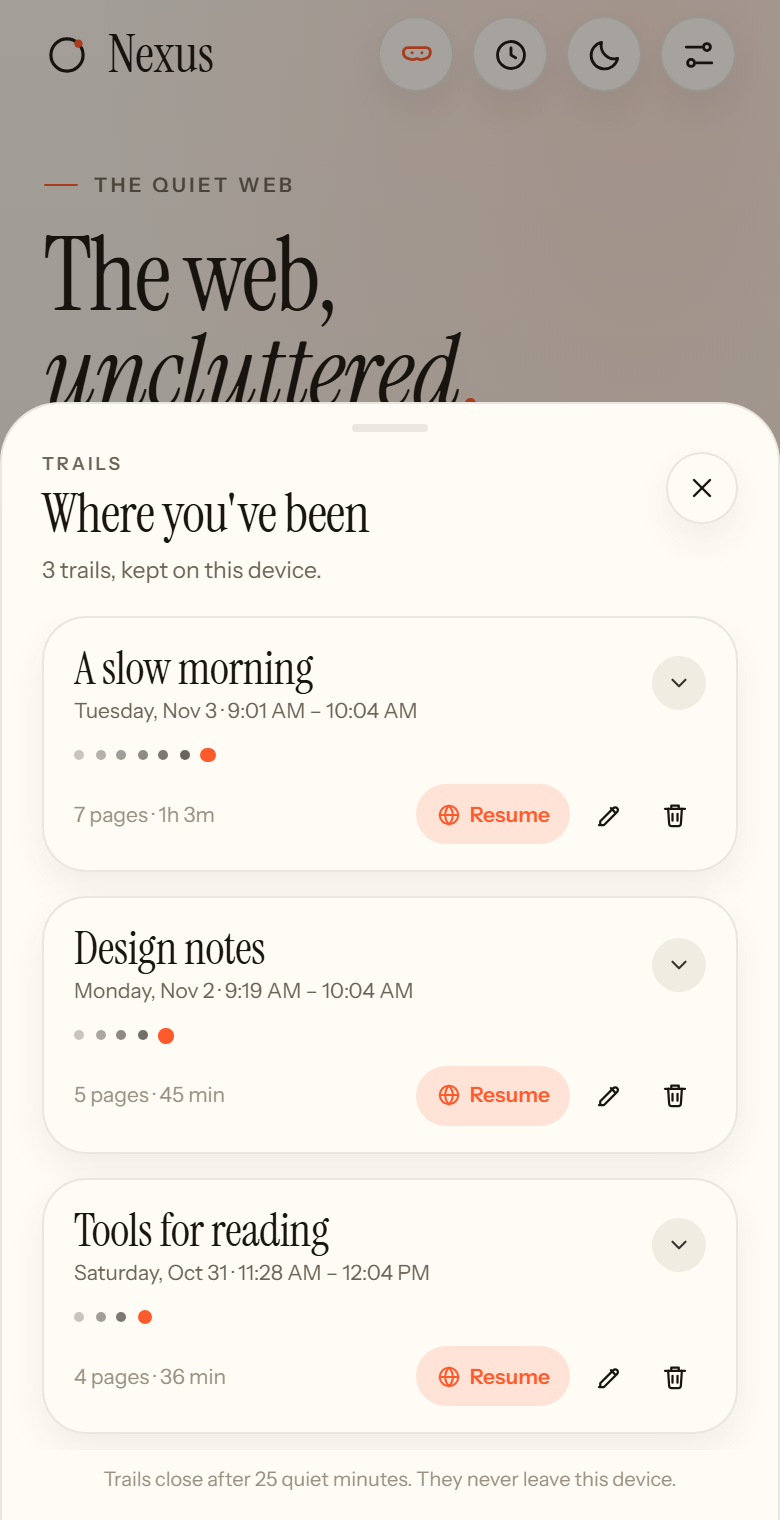 Nexus
THE QUIET WEB
The web,
uncluttered.
TRAILS
Where you've been
3 trails, kept on this device.
A slow morning
Tuesday, Nov 3 · 9:01 AM – 10:04 AM
7 pages · 1h 3m
Resume
Design notes
Monday, Nov 2 · 9:19 AM – 10:04 AM
5 pages · 45 min
Resume
Tools for reading
Saturday, Oct 31 · 11:28 AM – 12:04 PM
4 pages · 36 min
Resume
Trails close after 25 quiet minutes. They never leave this device.